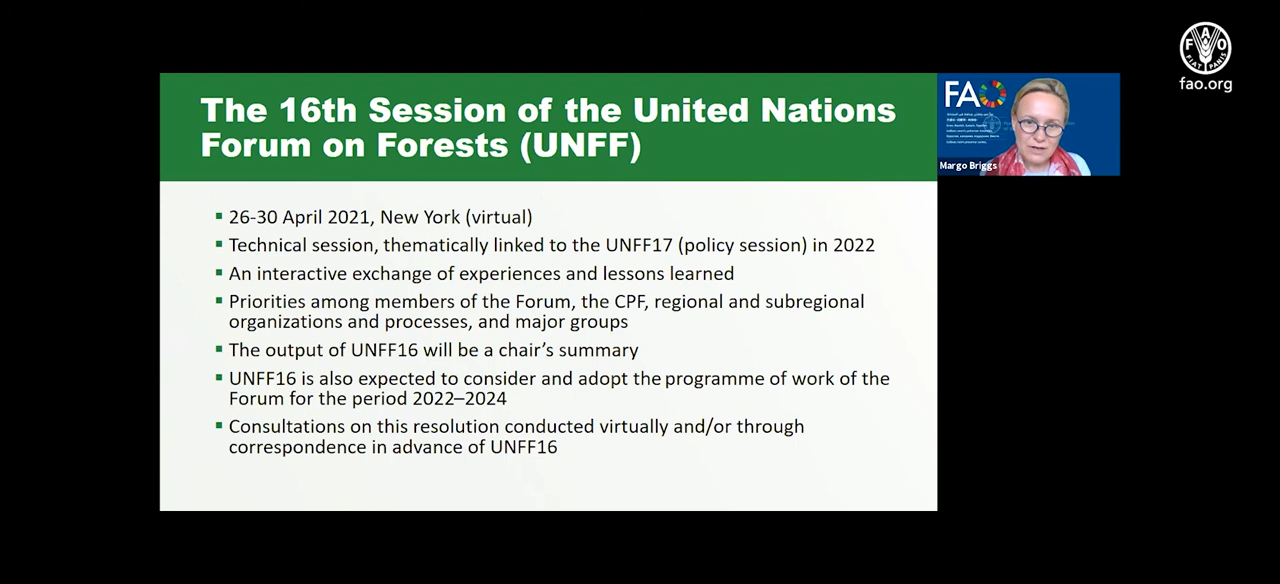 FAO
FIAT PANIS
fao.org
The 16th Session of the United Nations
Forum on Forests (UNFF)
FAO
Margo Briggs
▪ 26-30 April 2021, New York (virtual)
▪ Technical session, thematically linked to the UNFF17 (policy session) in 2022
▪ An interactive exchange of experiences and lessons learned
▪ Priorities among members of the Forum, the CPF, regional and subregional
organizations and processes, and major groups
▪ The output of UNFF16 will be a chair’s summary
▪ UNFF16 is also expected to consider and adopt the programme of work of the
Forum for the period 2022–2024
▪ Consultations on this resolution conducted virtually and/or through
correspondence in advance of UNFF16